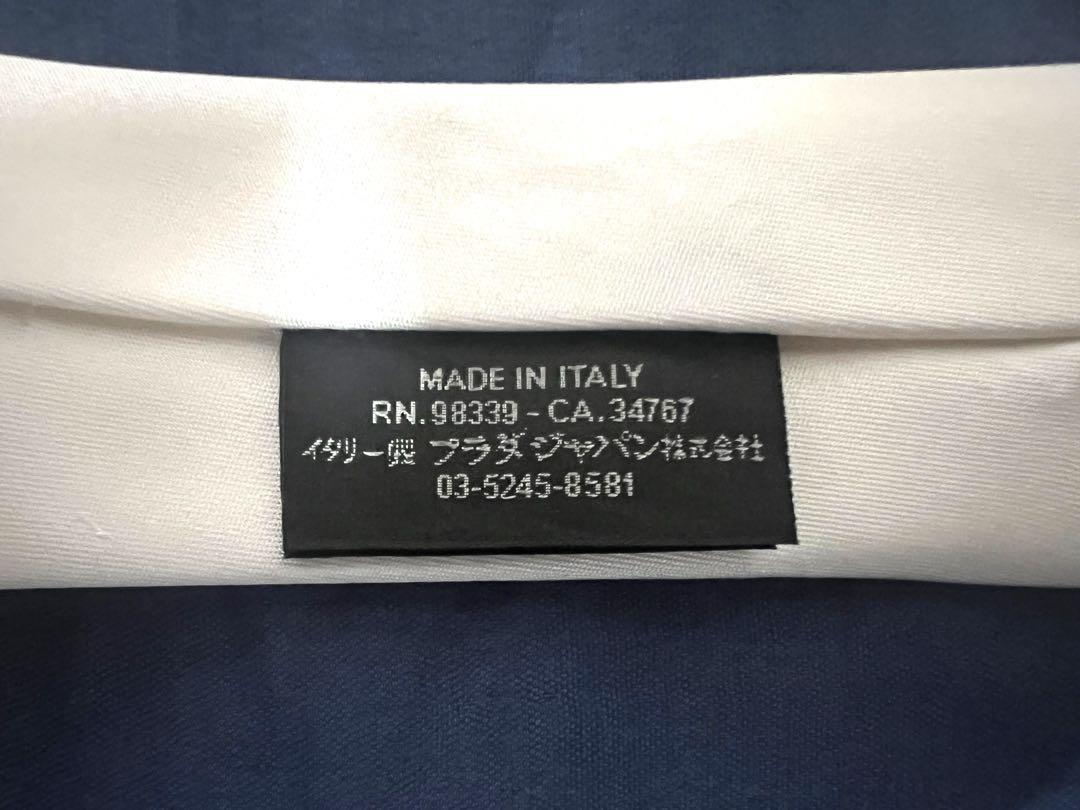 MADE IN ITALY
RN.98339 - CA.34767
イタリー製 プラダジャパン株式会社
03-5245-8581